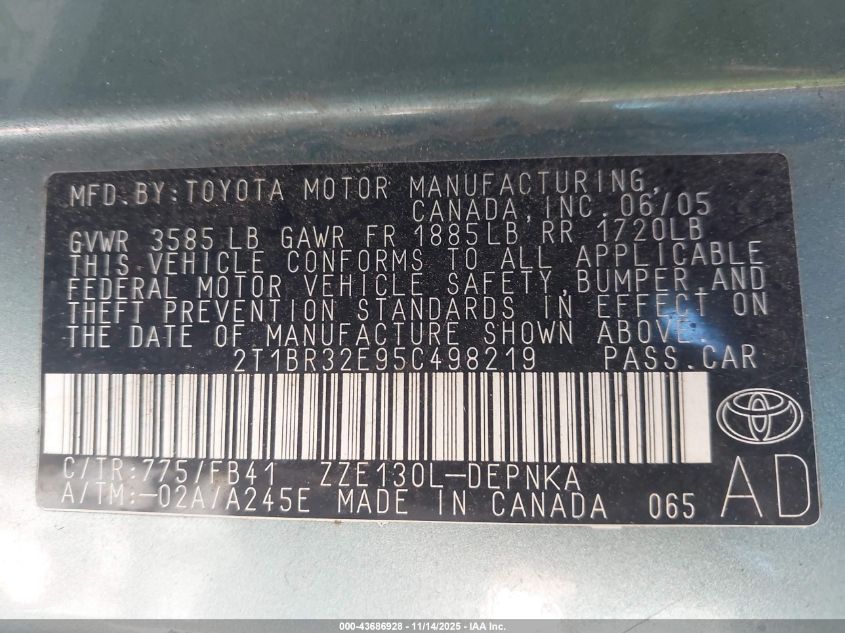 MFD.BY:TOYOTA MOTOR MANUFACTURING,
CANADA,INC. 06/05
GVWR 3585LB GAWR FR 1885LB RR 1720LB
THIS VEHICLE CONFORMS TO ALL APPLICABLE
FEDERAL MOTOR VEHICLE SAFETY,BUMPER,AND
THEFT PREVENTION STANDARDS IN EFFECT ON
THE DATE OF MANUFACTURE SHOWN ABOVE.
2T1BR32E95C498219 PASS.CAR
C/TR:775/FB41 ZZE130L-DEPNKA
A/TM:-02A/A245E MADE IN CANADA 065
AD
000-43686928 - 11/14/2025 - IAA Inc.